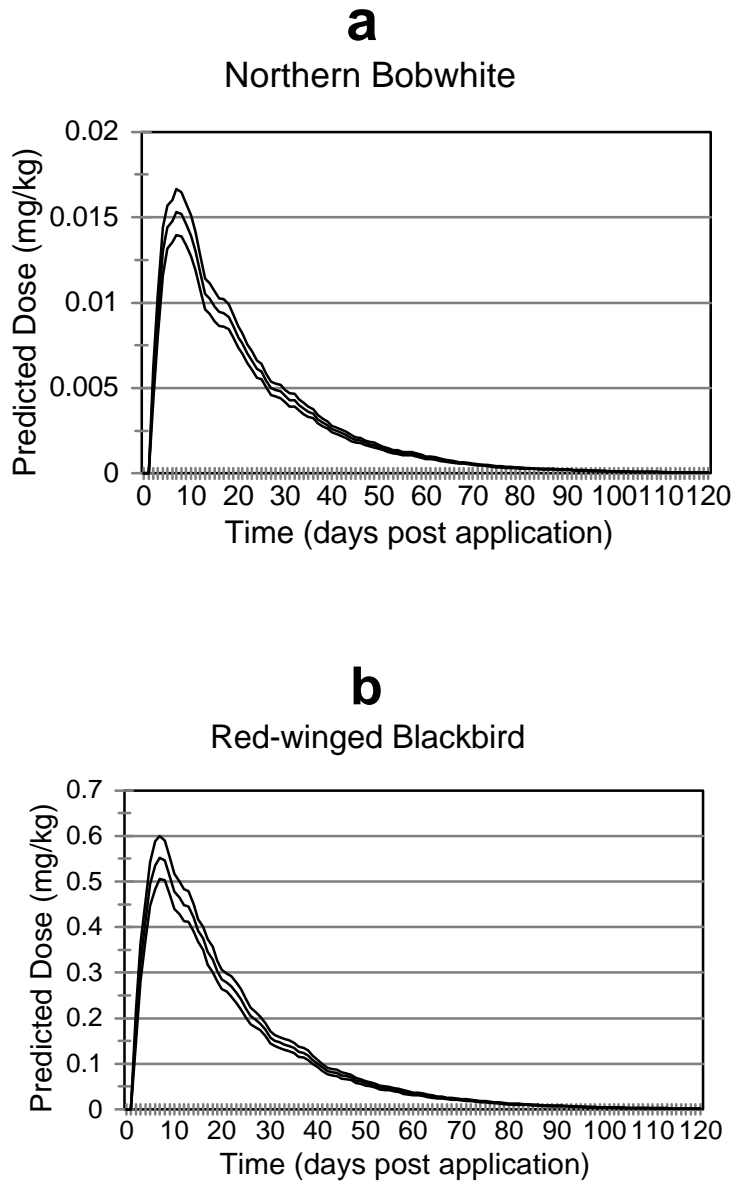 a
Northern Bobwhite
Predicted Dose (mg/kg)
0.02
0.015
0.01
0.005
0
0 10 20 30 40 50 60 70 80 90 100 110 120
Time (days post application)
b
Red-winged Blackbird
Predicted Dose (mg/kg)
0.7
0.6
0.5
0.4
0.3
0.2
0.1
0
0 10 20 30 40 50 60 70 80 90 100 110 120
Time (days post application)